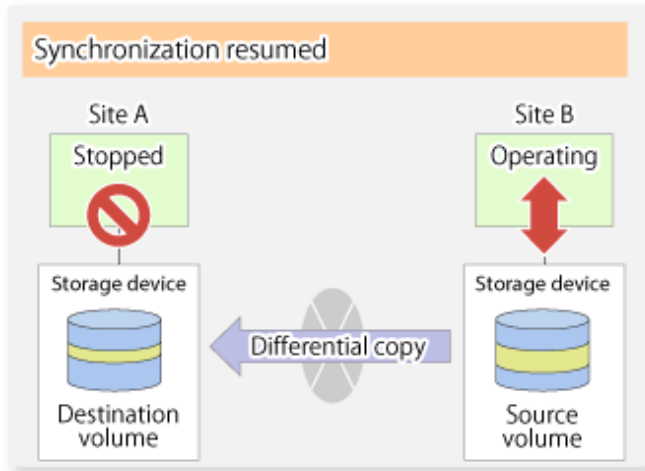 Synchronization resumed
Site A
Site B
Stopped
Operating
Storage device
Storage device
Differential copy
Destination
volume
Source
volume